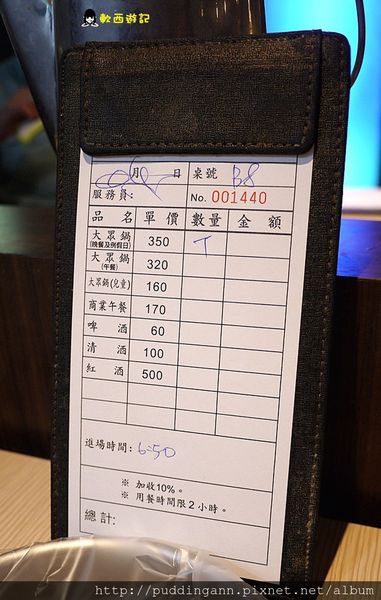 軟西遊記
月 日 桌號 B8
服務員: No. 001440
品名 單價 數量 金額
大眾鍋 (晚餐及例假日) 350 T
大眾鍋 (午餐) 320
大眾鍋(兒童) 160
商業午餐 170
啤酒 60
清酒 100
紅酒 500
進場時間: 6:50
※ 加收10%。
※ 用餐時間限2小時。
總計:
http://puddingann.pixnet.net/album